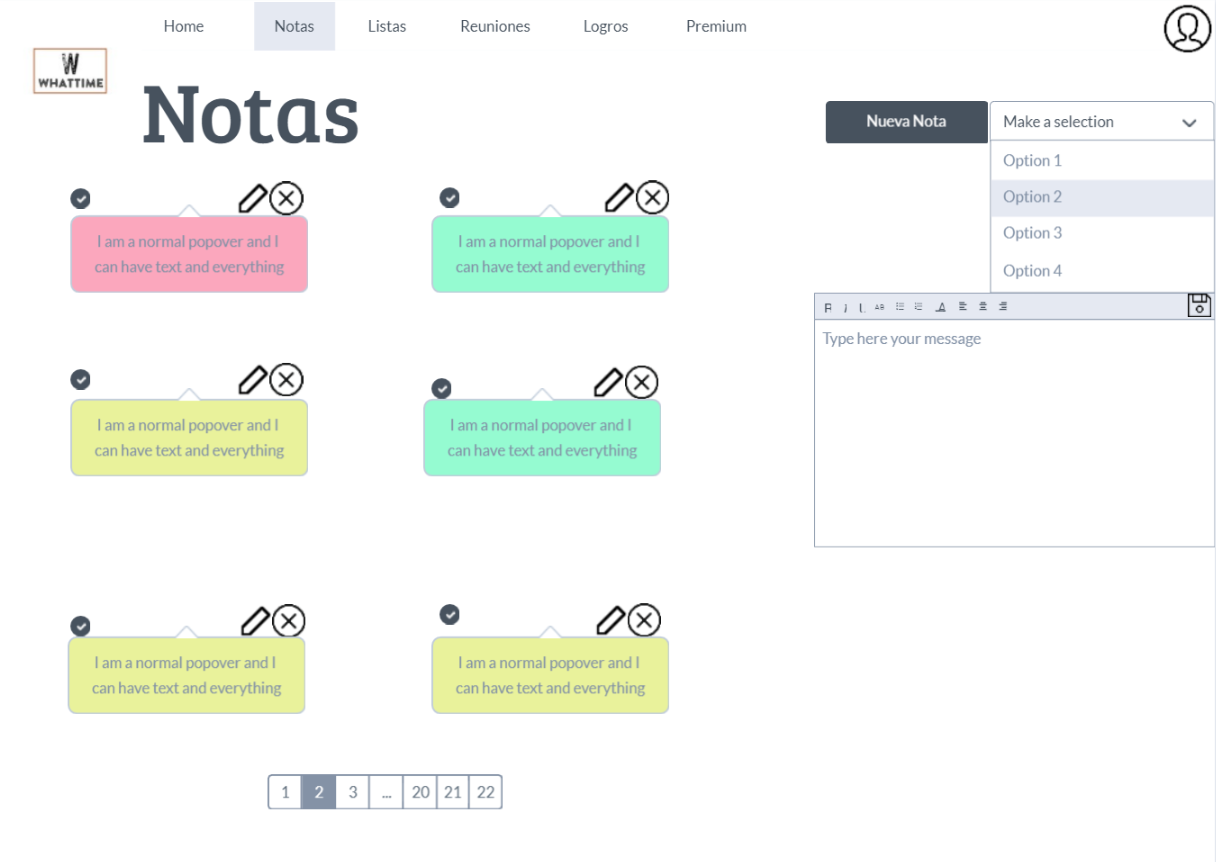 Home
Notas
Listas
Reuniones
Logros
Premium
W
WHATTIME
Notas
Nueva Nota
Make a selection
Option 1
Option 2
Option 3
Option 4
I am a normal popover and I
can have text and everything
I am a normal popover and I
can have text and everything
AB
A
Type here your message
I am a normal popover and I
can have text and everything
I am a normal popover and I
can have text and everything
I am a normal popover and I
can have text and everything
I am a normal popover and I
can have text and everything
1 2 3 ... 20 21 22